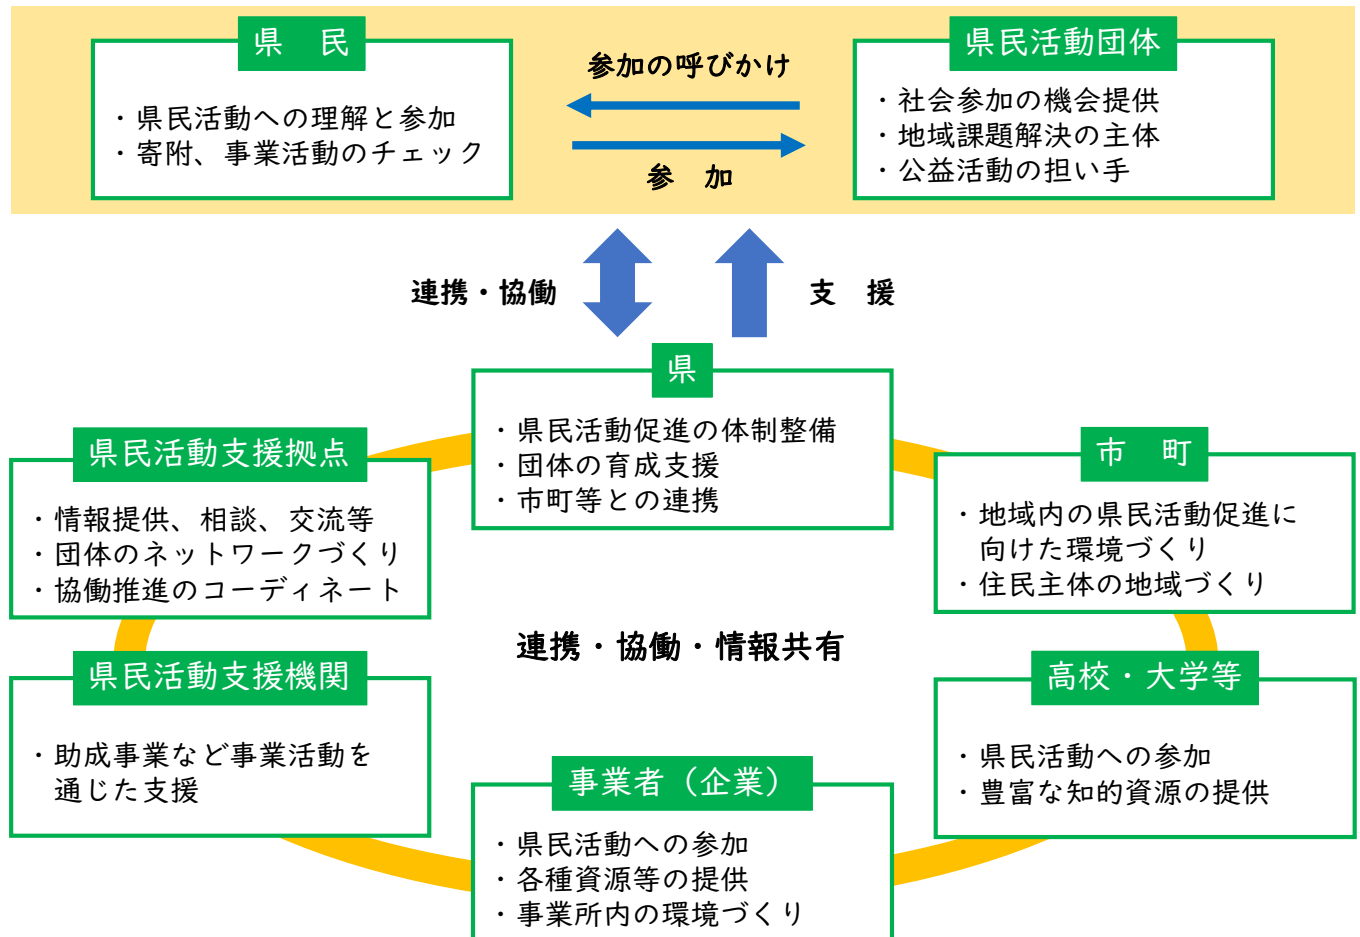 県　民
・県民活動への理解と参加
・寄附、事業活動のチェック
参加の呼びかけ
参　加
県民活動団体
・社会参加の機会提供
・地域課題解決の主体
・公益活動の担い手
連携・協働
支　援
県
・県民活動促進の体制整備
・団体の育成支援
・市町等との連携
県民活動支援拠点
・情報提供、相談、交流等
・団体のネットワークづくり
・協働推進のコーディネート
市　町
・地域内の県民活動促進に
向けた環境づくり
・住民主体の地域づくり
連携・協働・情報共有
県民活動支援機関
・助成事業など事業活動を
通じた支援
高校・大学等
・県民活動への参加
・豊富な知的資源の提供
事業者（企業）
・県民活動への参加
・各種資源等の提供
・事業所内の環境づくり